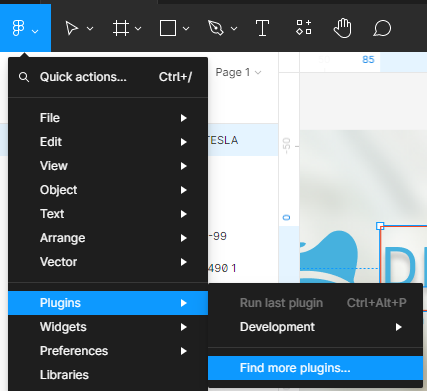 Page 1
85
Quick actions... Ctrl+/
File
Edit
View
Object
Text
Arrange
Vector
Plugins
Widgets
Preferences
Libraries
TESLA
-99
490 1
-50
0
Run last plugin Ctrl+Alt+P
Development
Find more plugins...